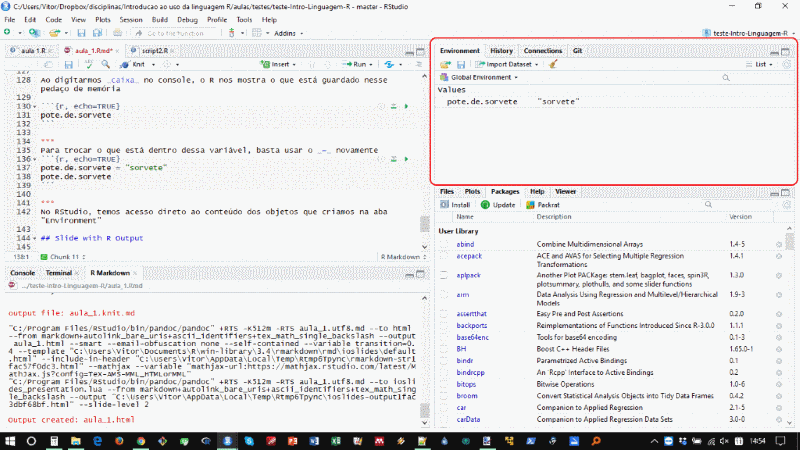 C:/Users/Vitor/Dropbox/disciplinas/Introducao ao uso da linguagem R/aulas/testes/teste-Intro-Linguagem-R - master - RStudio
File Edit Code View Plots Session Build Debug Profile Tools Help
Go to file/function
Addins
teste-Intro-Linguagem-R
aula 1.R
aula_1.Rmd*
script2.R
Knit
Insert
Run
127
128 Ao digitarmos _caixa_ no console, o R nos mostra o que está guardado nesse
pedaço de memória
129
130 ```{r, echo=TRUE}
131 pote.de.sorvete
132 ```
133
134 ***
135 Para trocar o que está dentro dessa variável, basta usar o _=_ novamente
136 ```{r, echo=TRUE}
137 pote.de.sorvete = "sorvete"
138 pote.de.sorvete
139 ```
140
141 ***
142 No RStudio, temos acesso direto ao conteúdo dos objetos que criamos na aba
"Environment"
143
144 ## Slide with R Output
145
138:1
Chunk 11
R Markdown
Console
Terminal
R Markdown
.../teste-Intro-Linguagem-R/aula_1.Rmd
output file: aula_1.knit.md
"C:/Program Files/RStudio/bin/pandoc/pandoc" +RTS -K512m -RTS aula_1.utf8.md --to html
--from markdown+autolink_bare_uris+ascii_identifiers+tex_math_single_backslash --output
aula_1.html --smart --email-obfuscation none --self-contained --variable transition=0.
4 --template "C:\Users\Vitor\Documents\R\win-library\3.4\rmarkdown\rmd\ioslides\default
.html" --include-in-header "C:\Users\Vitor\AppData\Local\Temp\Rtmp6Tpync\rmarkdown-str1
fac57f0dc3.html" --mathjax --variable "mathjax-url:https://mathjax.rstudio.com/latest/M
athJax.js?config=TeX-AMS-MML_HTMLorMML"
"C:/Program Files/RStudio/bin/pandoc/pandoc" +RTS -K512m -RTS aula_1.utf8.md --to iosli
des_presentation.lua --from markdown+autolink_bare_uris+ascii_identifiers+tex_math_sing
le_backslash --output "C:\Users\Vitor\AppData\Local\Temp\Rtmp6Tpync\ioslides-output1fac
3dbf68bf.html" --slide-level 2
Output created: aula_1.html
Environment
History
Connections
Git
Import Dataset
List
Global Environment
Values
pote.de.sorvete "sorvete"
Files
Plots
Packages
Help
Viewer
Install
Update
Packrat
Name Description Version
User Library
abind Combine Multidimensional Arrays 1.4-5
acepack ACE and AVAS for Selecting Multiple Regression
Transformations 1.4.1
aplpack Another Plot PACKage: stem.leaf, bagplot, faces, spin3R,
plotsummary, plothulls, and some slider functions 1.3.0
arm Data Analysis Using Regression and Multilevel/Hierarchical
Models 1.9-3
assertthat Easy Pre and Post Assertions 0.2.0
backports Reimplementations of Functions Introduced Since R-3.0.0 1.1.1
base64enc Tools for base64 encoding 0.1-3
BH Boost C++ Header Files 1.65.0-1
bindr Parametrized Active Bindings 0.1
bindrcpp An 'Rcpp' Interface to Active Bindings 0.2
bitops Bitwise Operations 1.0-6
broom Convert Statistical Analysis Objects into Tidy Data Frames 0.4.2
car Companion to Applied Regression 2.1-5
carData Companion to Applied Regression Data Sets 3.0-0
14:54